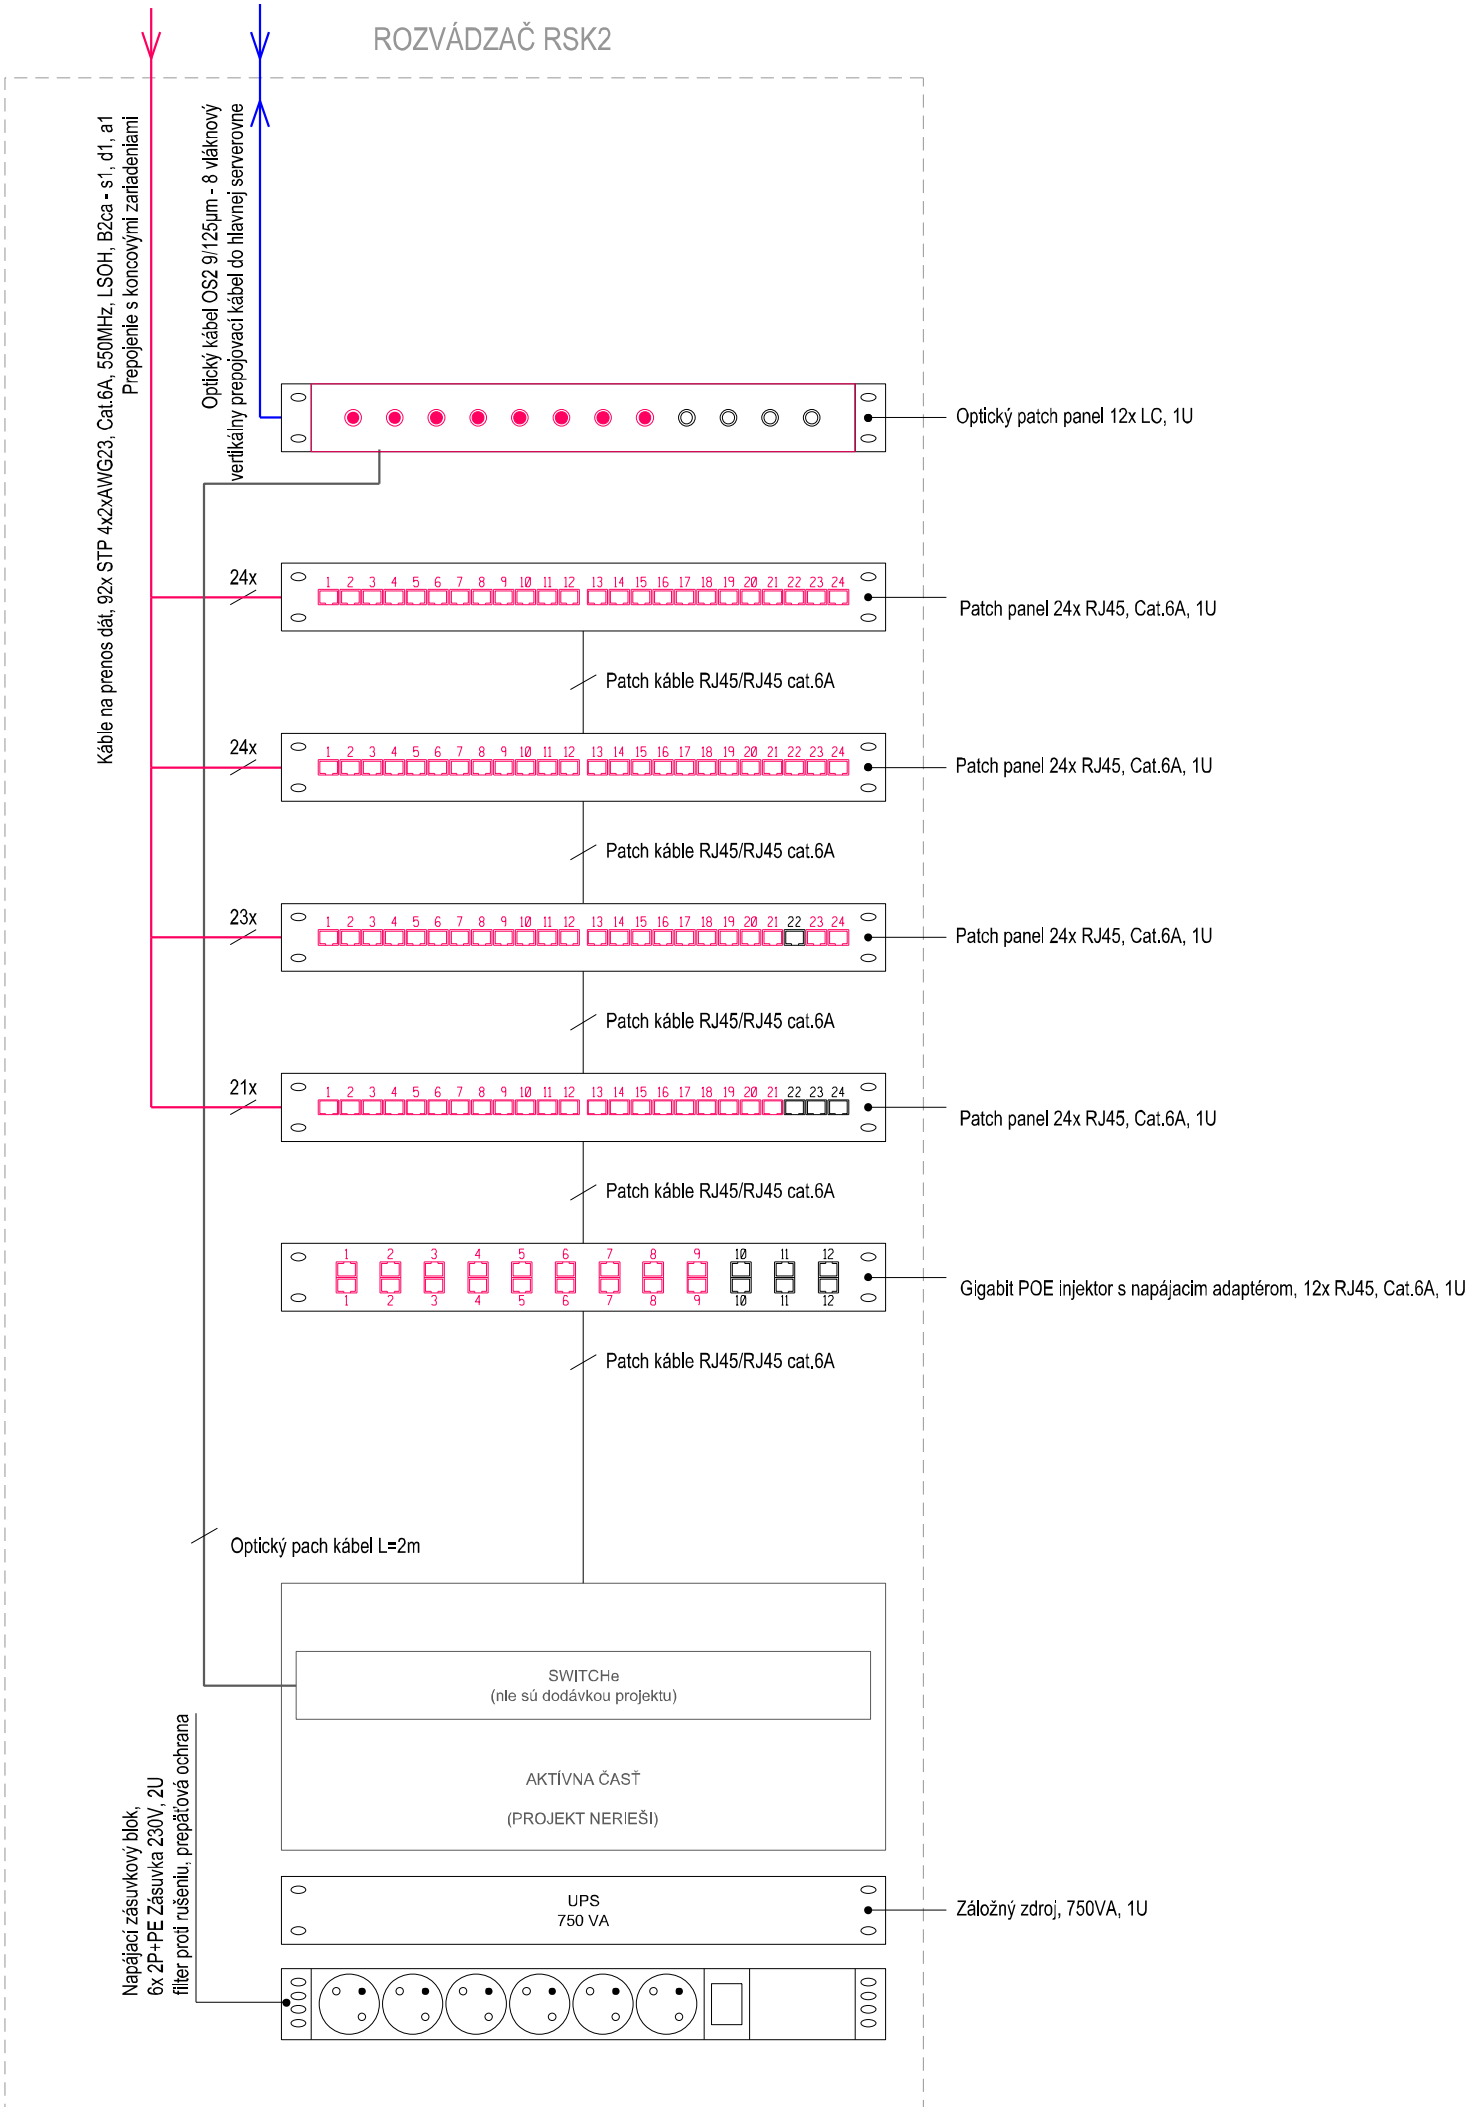 ROZVÁDZAČ RSK2
Káble na prenos dát, 92x STP 4x2xAWG23, Cat.6A, 550MHz, LSOH, B2ca - s1, d1, a1
Prepojenie s koncovými zariadeniami
Optický kábel OS2 9/125µm - 8 vláknový
vertikálny prepojovací kábel do hlavnej serverovne
Optický patch panel 12x LC, 1U
24x
1 2 3 4 5 6 7 8 9 10 11 12 13 14 15 16 17 18 19 20 21 22 23 24
Patch panel 24x RJ45, Cat.6A, 1U
Patch káble RJ45/RJ45 cat.6A
24x
1 2 3 4 5 6 7 8 9 10 11 12 13 14 15 16 17 18 19 20 21 22 23 24
Patch panel 24x RJ45, Cat.6A, 1U
Patch káble RJ45/RJ45 cat.6A
23x
1 2 3 4 5 6 7 8 9 10 11 12 13 14 15 16 17 18 19 20 21 22 23 24
Patch panel 24x RJ45, Cat.6A, 1U
Patch káble RJ45/RJ45 cat.6A
21x
1 2 3 4 5 6 7 8 9 10 11 12 13 14 15 16 17 18 19 20 21 22 23 24
Patch panel 24x RJ45, Cat.6A, 1U
Patch káble RJ45/RJ45 cat.6A
1 2 3 4 5 6 7 8 9 10 11 12
1 2 3 4 5 6 7 8 9 10 11 12
Gigabit POE injektor s napájacim adaptérom, 12x RJ45, Cat.6A, 1U
Patch káble RJ45/RJ45 cat.6A
Optický pach kábel L=2m
SWITCHe
(nie sú dodávkou projektu)
AKTÍVNA ČASŤ
(PROJEKT NERIEŠI)
Napájací zásuvkový blok,
6x 2P+PE Zásuvka 230V, 2U
filter proti rušeniu, prepäťová ochrana
UPS
750 VA
Záložný zdroj, 750VA, 1U